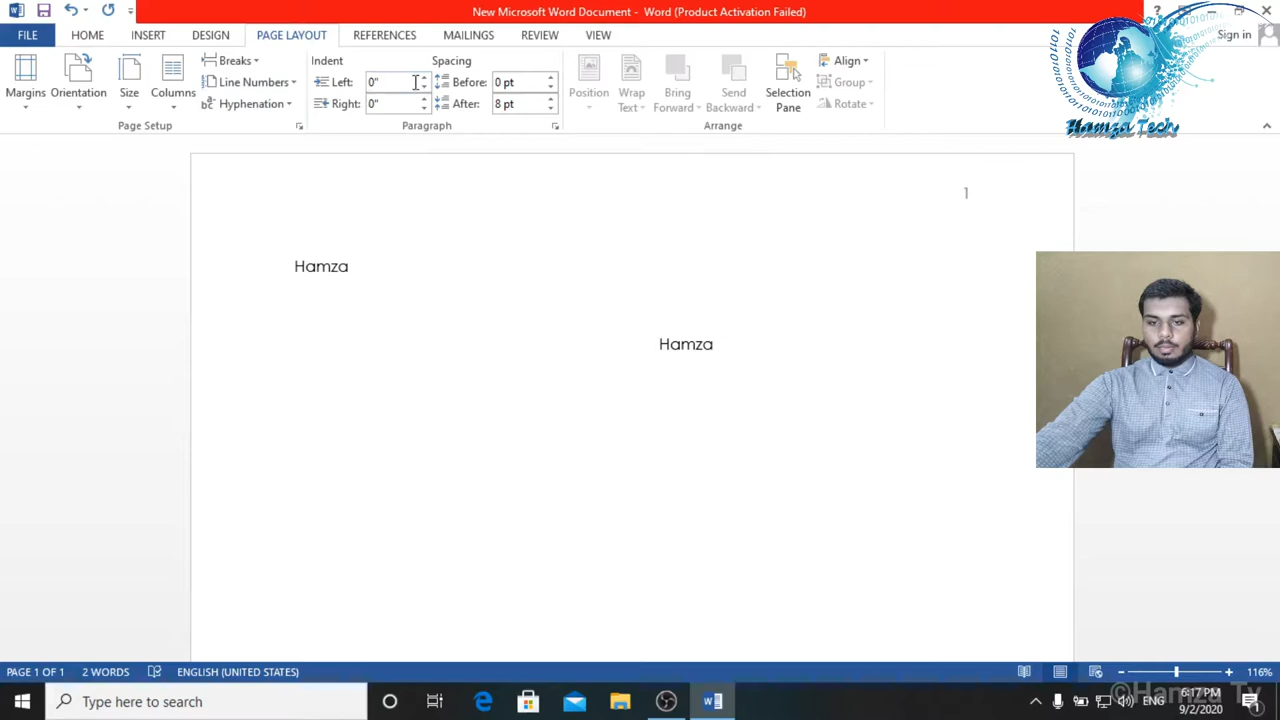 New Microsoft Word Document - Word (Product Activation Failed)
?
Sign in
FILE
HOME
INSERT
DESIGN
PAGE LAYOUT
REFERENCES
MAILINGS
REVIEW
VIEW
Margins
Orientation
Size
Columns
Breaks
Line Numbers
Hyphenation
Page Setup
Indent
Left: 0"
Right: 0"
Spacing
Before: 0 pt
After: 8 pt
Paragraph
Position
Wrap
Text
Bring
Forward
Send
Backward
Selection
Pane
Align
Group
Rotate
Arrange
Hamza Tech
1
Hamza
Hamza
PAGE 1 OF 1
2 WORDS
ENGLISH (UNITED STATES)
116%
Type here to search
ENG
6:17 PM
9/2/2020
©Hamza Tv